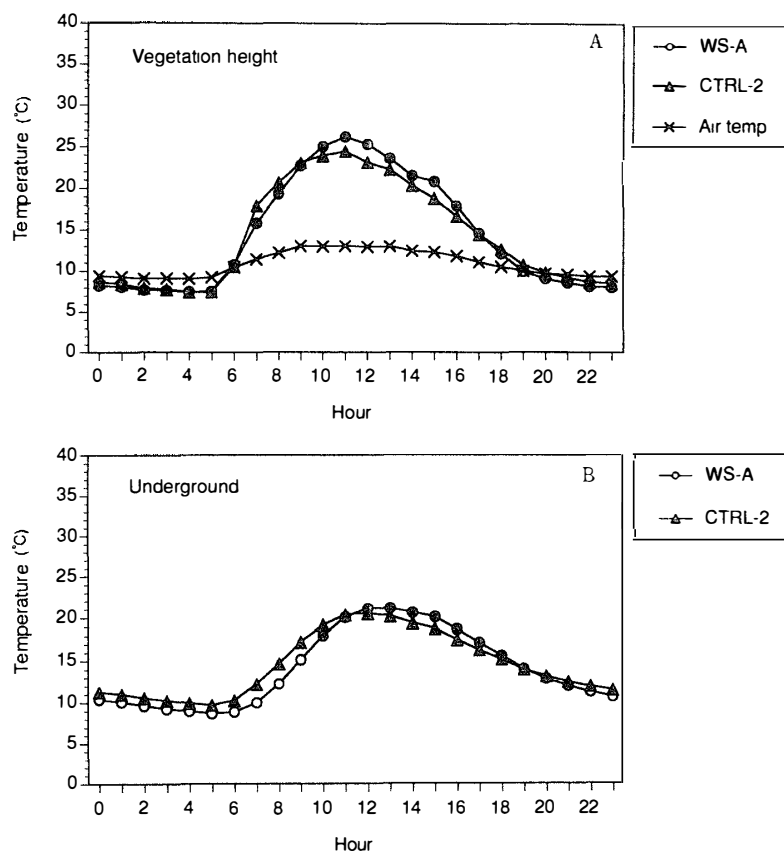 40
35
30
25
20
15
10
5
0
Temperature (°C)
Vegetation height
A
WS-A
CTRL-2
Air temp
0 2 4 6 8 10 12 14 16 18 20 22
Hour
40
35
30
25
20
15
10
5
0
Temperature (°C)
Underground
B
WS-A
CTRL-2
0 2 4 6 8 10 12 14 16 18 20 22
Hour